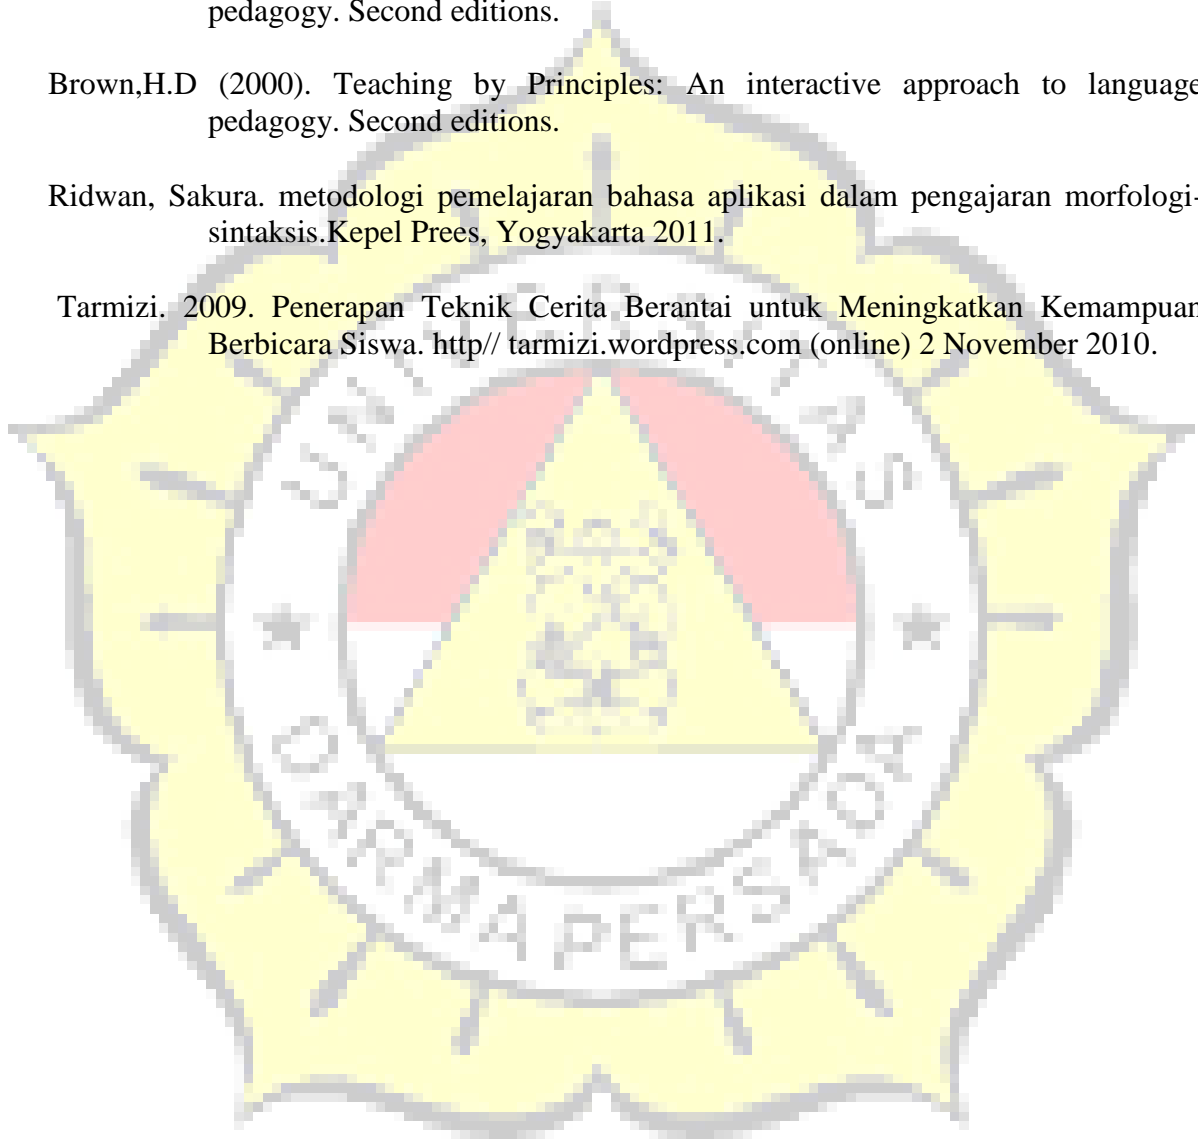 pedagogy. Second editions.
Brown,H.D (2000). Teaching by Principles: An interactive approach to language
pedagogy. Second editions.
Ridwan, Sakura. metodologi pemelajaran bahasa aplikasi dalam pengajaran morfologi-
sintaksis.Kepel Prees, Yogyakarta 2011.
Tarmizi. 2009. Penerapan Teknik Cerita Berantai untuk Meningkatkan Kemampuan
Berbicara Siswa. http// tarmizi.wordpress.com (online) 2 November 2010.
UNIVERSITAS
DARMA PERSADA